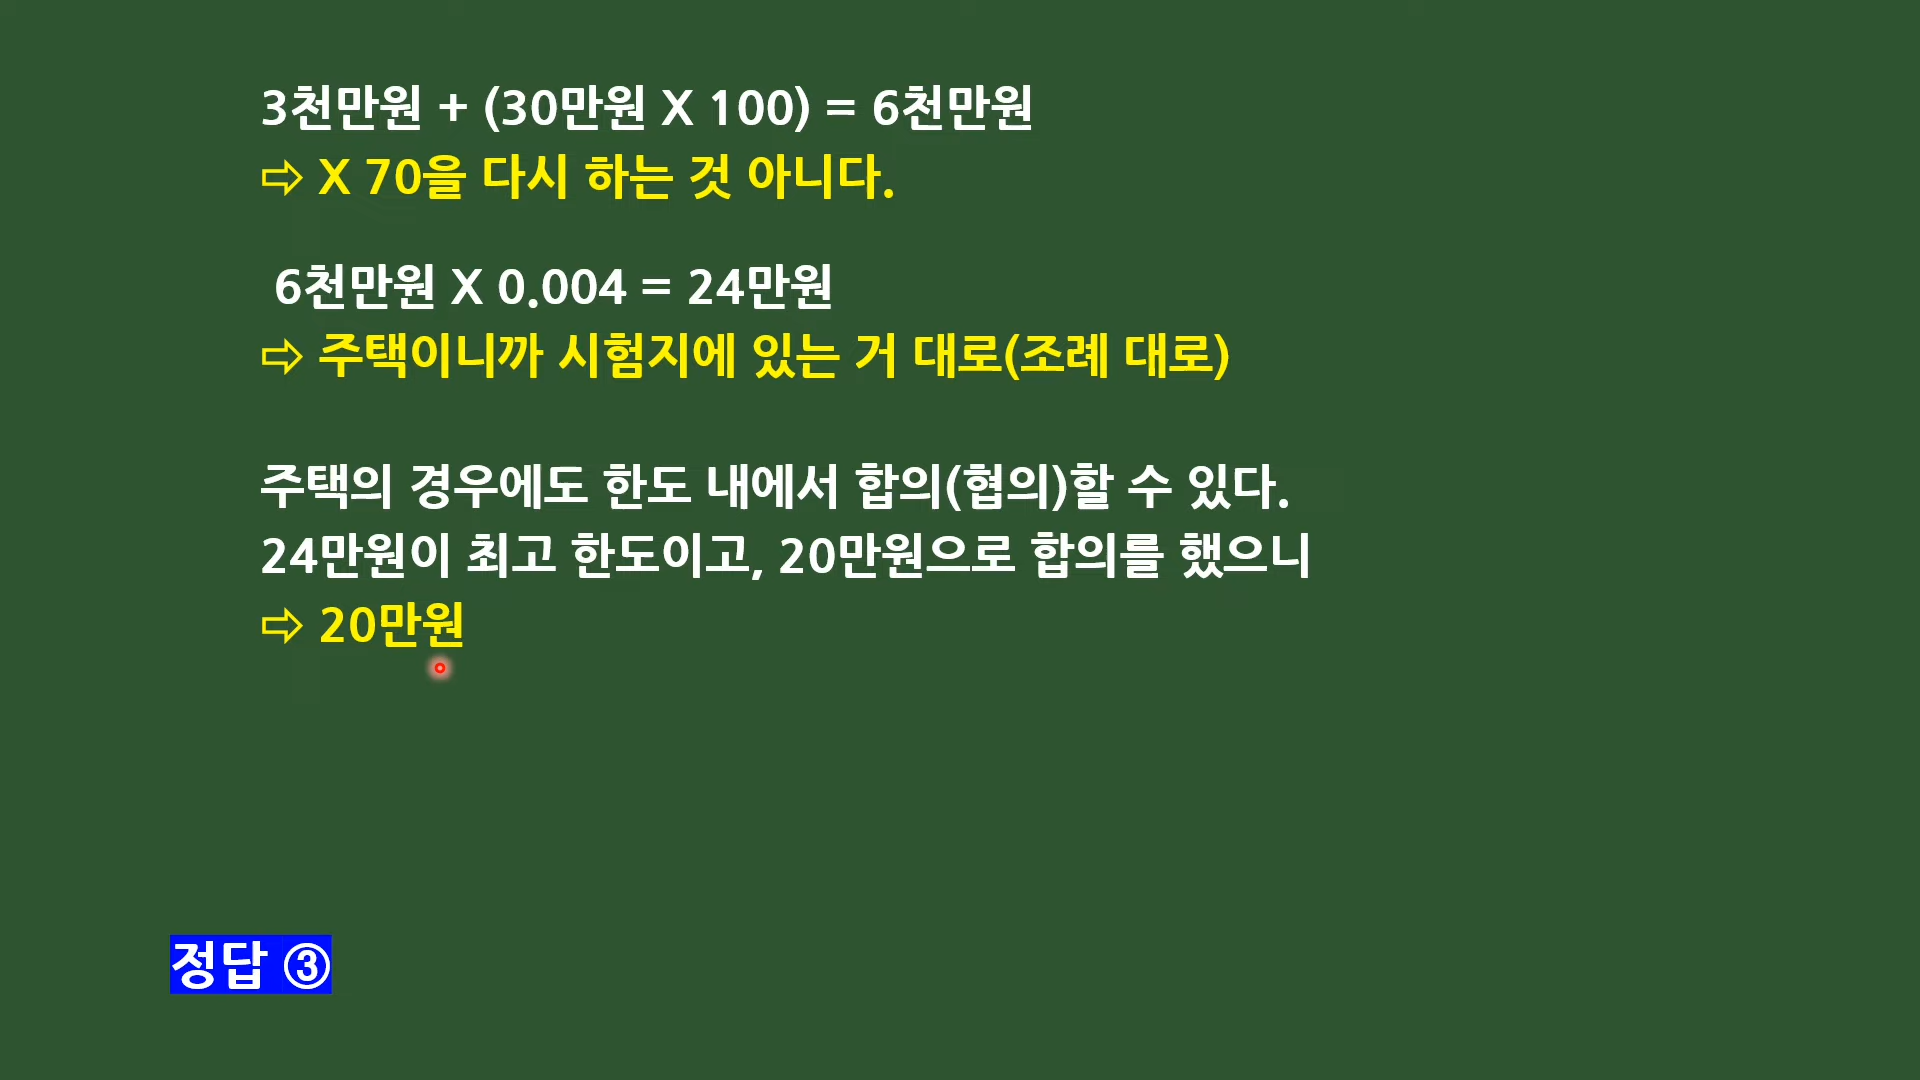 3천만원 + (30만원 X 100) = 6천만원
⇨ X 70을 다시 하는 것 아니다.
6천만원 X 0.004 = 24만원
⇨ 주택이니까 시험지에 있는 거 대로(조례 대로)
주택의 경우에도 한도 내에서 합의(협의)할 수 있다.
24만원이 최고 한도이고, 20만원으로 합의를 했으니
⇨ 20만원
정답 ③